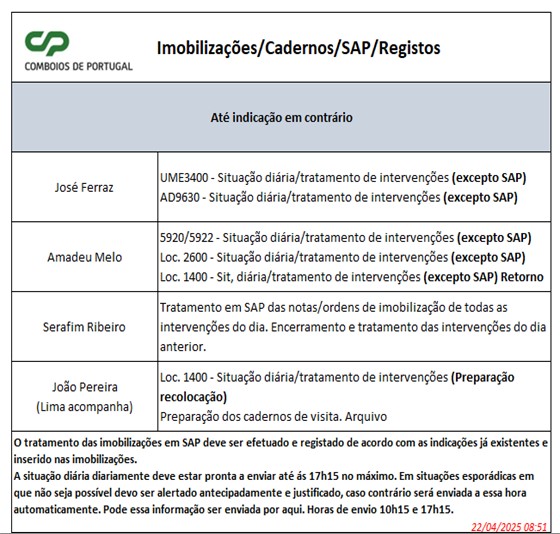 CP
COMBOIOS DE PORTUGAL
Imobilizações/Cadernos/SAP/Registos
Até indicação em contrário
José Ferraz
UME3400 - Situação diária/tratamento de intervenções (excepto SAP)
AD9630 - Situação diária/tratamento de intervenções (excepto SAP)
Amadeu Melo
5920/5922 - Situação diária/tratamento de intervenções (excepto SAP)
Loc. 2600 - Situação diária/tratamento de intervenções (excepto SAP)
Loc. 1400 - Sit, diária/tratamento de intervenções (excepto SAP) Retorno
Serafim Ribeiro
Tratamento em SAP das notas/ordens de imobilização de todas as
intervenções do dia. Encerramento e tratamento das intervenções do dia
anterior.
João Pereira
(Lima acompanha)
Loc. 1400 - Situação diária/tratamento de intervenções (Preparação
recolocação)
Preparação dos cadernos de visita. Arquivo
O tratamento das imobilizações em SAP deve ser efetuado e registado de acordo com as indicações já existentes e
inserido nas imobilizações.
A situação diária diariamente deve estar pronta a enviar até ás 17h15 no máximo. Em situações esporádicas em
que não seja possível devo ser alertado antecipadamente e justificado, caso contrário será enviada a essa hora
automaticamente. Pode essa informação ser enviada por aqui. Horas de envio 10h15 e 17h15.
22/04/2025 08:51